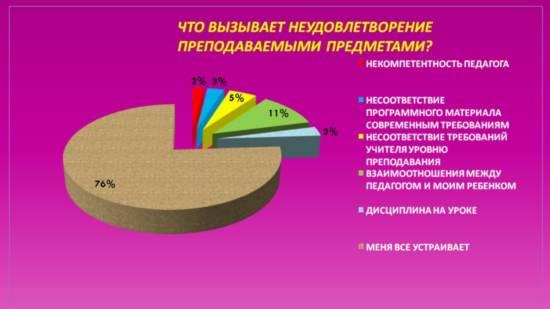 ЧТО ВЫЗЫВАЕТ НЕУДОВЛЕТВОРЕНИЕ
ПРЕПОДАВАЕМЫМИ ПРЕДМЕТАМИ?
2%
3%
5%
11%
3%
76%
НЕКОМПЕТЕНТНОСТЬ ПЕДАГОГА
НЕСООТВЕТСТВИЕ
ПРОГРАММНОГО МАТЕРИАЛА
СОВРЕМЕННЫМ ТРЕБОВАНИЯМ
НЕСООТВЕТСТВИЕ ТРЕБОВАНИЙ
УЧИТЕЛЯ УРОВНЮ
ПРЕПОДАВАНИЯ
ВЗАИМООТНОШЕНИЯ МЕЖДУ
ПЕДАГОГОМ И МОИМ РЕБЕНКОМ
ДИСЦИПЛИНА НА УРОКЕ
МЕНЯ ВСЕ УСТРАИВАЕТ